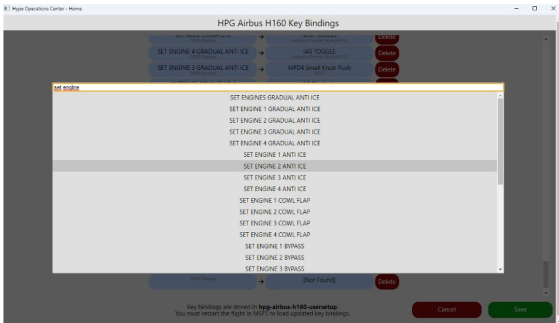 Hype Operations Center - Home
HPG Airbus H160 Key Bindings
Delete
SET ENGINE 4 GRADUAL ANTI ICE → IAS TOGGLE Delete
SET ENGINE 3 GRADUAL ANTI ICE → MFD4 Small Knob Push Delete
set engine
SET ENGINES GRADUAL ANTI ICE
SET ENGINE 1 GRADUAL ANTI ICE
SET ENGINE 2 GRADUAL ANTI ICE
SET ENGINE 3 GRADUAL ANTI ICE
SET ENGINE 4 GRADUAL ANTI ICE
SET ENGINE 1 ANTI ICE
SET ENGINE 2 ANTI ICE
SET ENGINE 3 ANTI ICE
SET ENGINE 4 ANTI ICE
SET ENGINE 1 COWL FLAP
SET ENGINE 2 COWL FLAP
SET ENGINE 3 COWL FLAP
SET ENGINE 4 COWL FLAP
SET ENGINE 1 BYPASS
SET ENGINE 2 BYPASS
SET ENGINE 3 BYPASS
→ [Not Found] Delete
Key bindings are stored in hpg-airbus-h160-usersetup
You must restart the flight in MSFS to load updated key bindings.
Cancel
Save